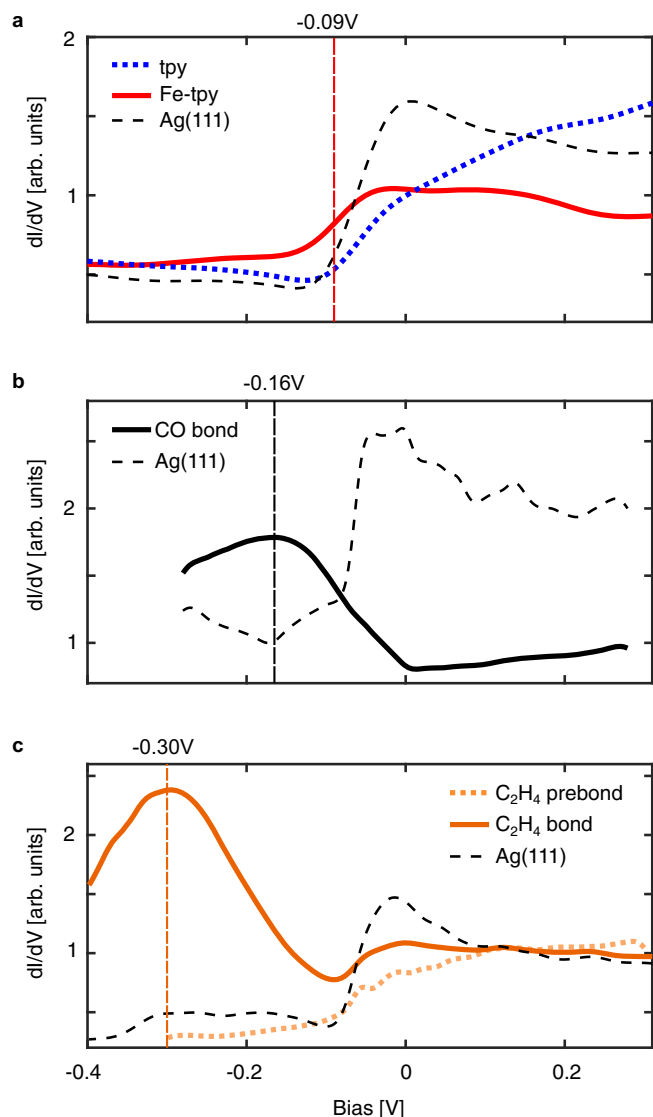 a
-0.09V
2
1
dI/dV [arb. units]
tpy
Fe-tpy
Ag(111)
b
-0.16V
2
1
dI/dV [arb. units]
CO bond
Ag(111)
c
-0.30V
2
1
dI/dV [arb. units]
C₂H₄ prebond
C₂H₄ bond
Ag(111)
-0.4 -0.2 0 0.2
Bias [V]